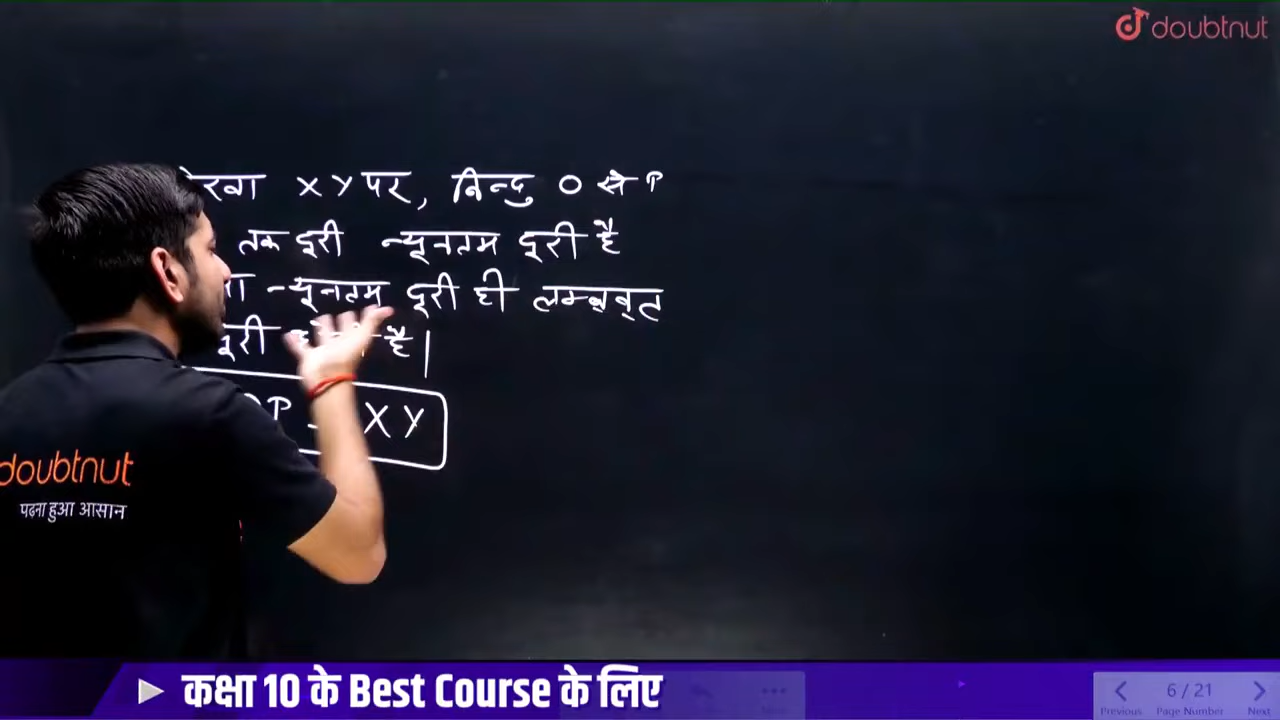 doubtnut
रेखा XY पर, बिन्दु O से P
तक दूरी न्यूनतम दूरी है
न्यूनतम दूरी ही लम्बवत
दूरी है|
P XY
doubtnut
पढ़ना हुआ आसान
कक्षा 10 के Best Course के लिए
6 / 21
Previous Page Number Next